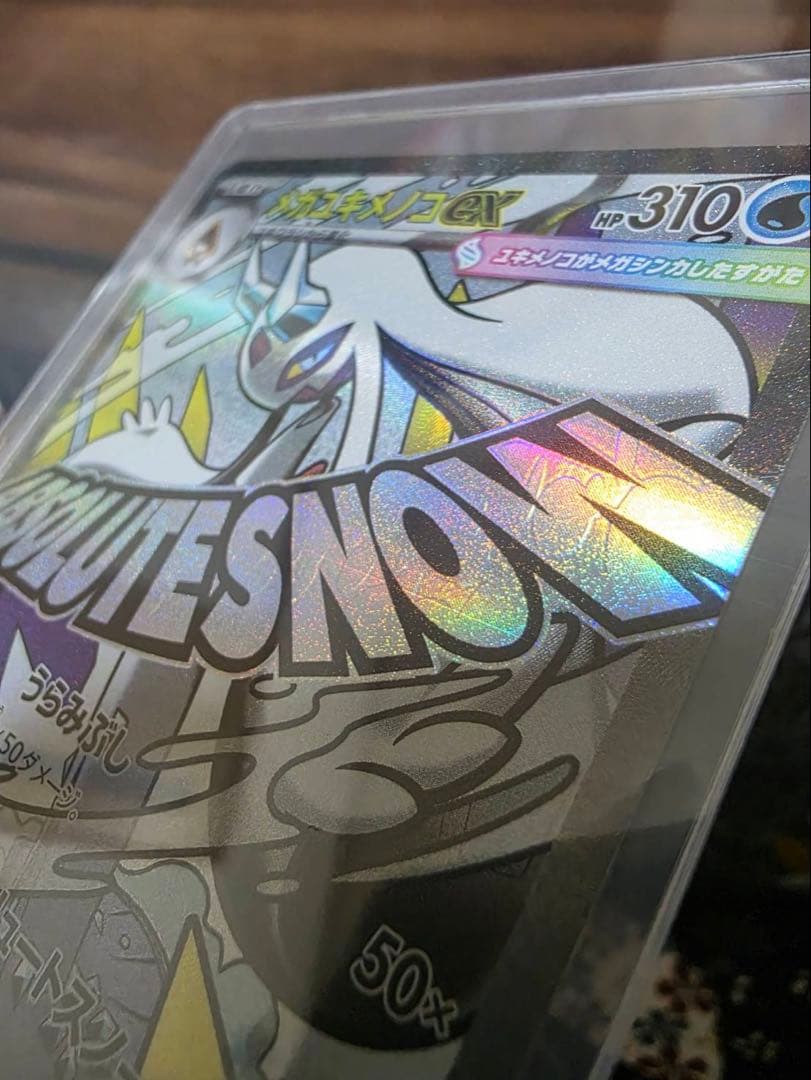 メガユキメノコex
HP 310
ユキメノコがメガシンカしたすがた
ABSOLUTESNOW
うらみぶし
50ダメージ。
50×